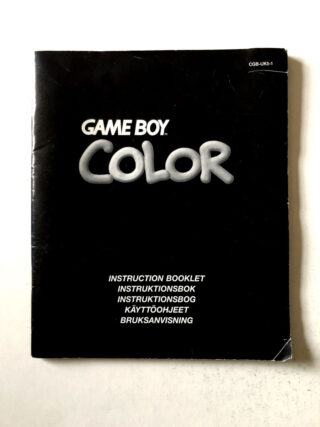 CGB-UKV-1
GAME BOY
COLOR
INSTRUCTION BOOKLET
INSTRUKTIONSBOK
INSTRUKTIONSBOG
KÄYTTÖOHJEET
BRUKSANVISNING